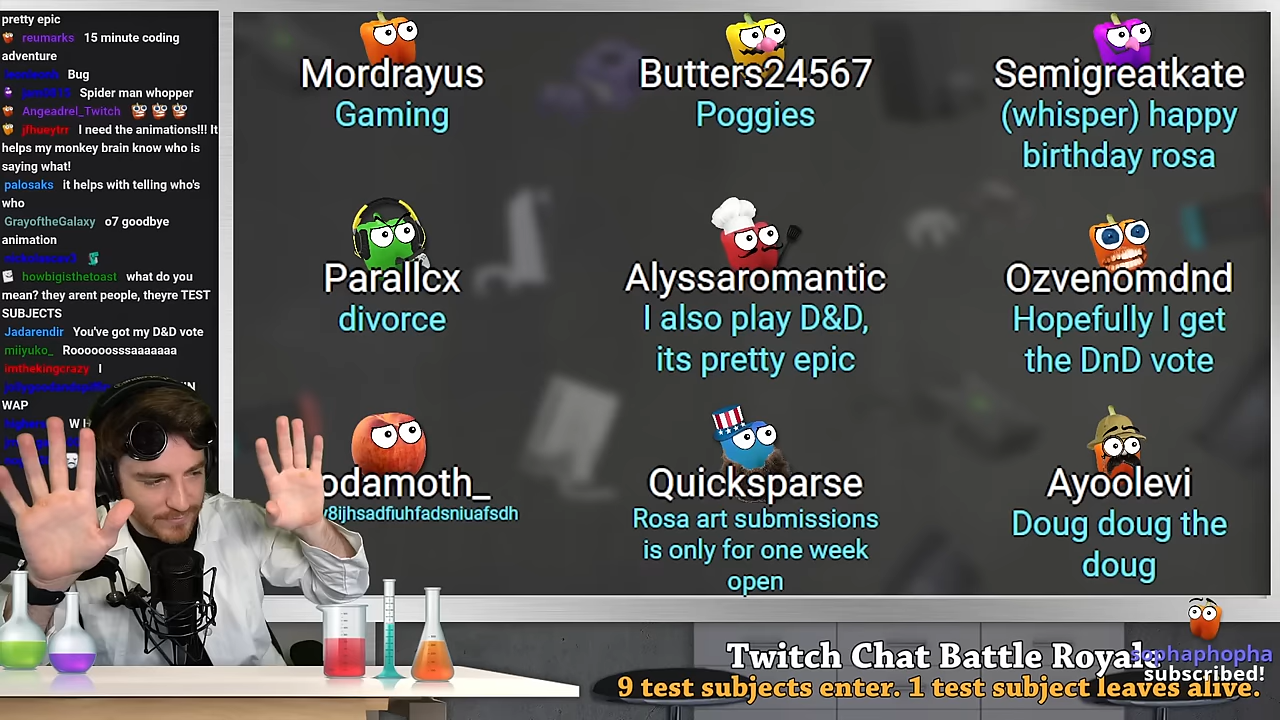 pretty epic
reumarks 15 minute coding
adventure
Bug
Spider man whopper
Angeadrel_Twitch
jfhueytrr I need the animations!!! It
helps my monkey brain know who is
saying what!
palosaks it helps with telling who's
who
GrayoftheGalaxy o7 goodbye
animation
howbigisthetoast what do you
mean? they arent people, theyre TEST
SUBJECTS
Jadarendir You've got my D&D vote
miiyuko_ Rooooosssaaaaaaa
imthekingcrazy I
WAP
Mordrayus
Gaming
Butters24567
Poggies
Semigreatkate
(whisper) happy
birthday rosa
Parallcx
divorce
Alyssaromantic
I also play D&D,
its pretty epic
Ozvenomdnd
Hopefully I get
the DnD vote
odamoth_
v8ijhsadfiuhfadsniuafsdh
Quicksparse
Rosa art submissions
is only for one week
open
Ayoolevi
Doug doug the
doug
Twitch Chat Battle Royale
9 test subjects enter. 1 test subject leaves alive.
sophaphopha
subscribed!